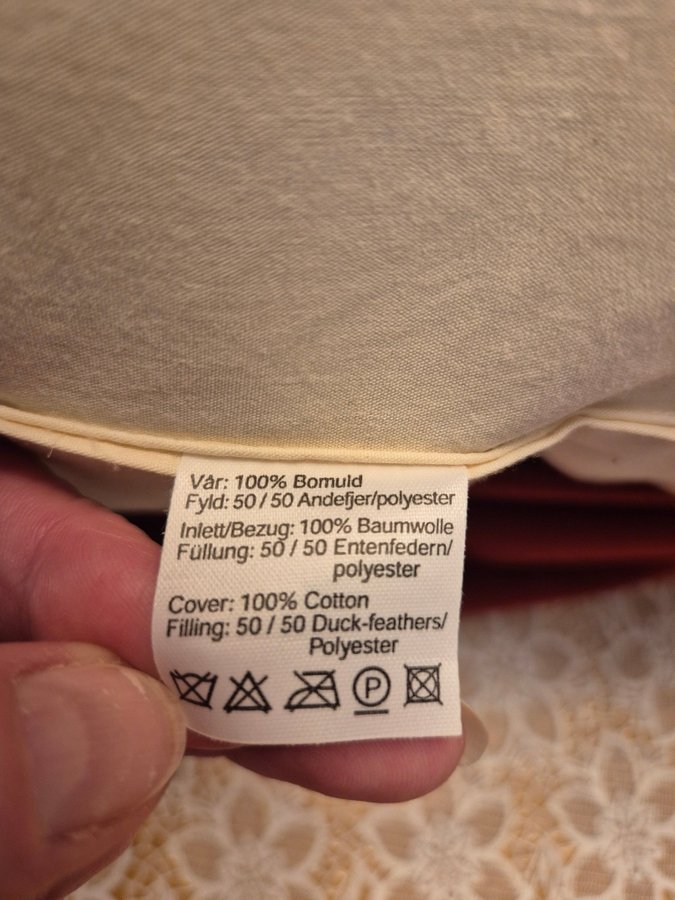 Vår: 100% Bomuld
Fyld: 50 / 50 Andefjer/polyester
Inlett/Bezug: 100% Baumwolle
Füllung: 50 / 50 Entenfedern/
polyester
Cover: 100% Cotton
Filling: 50 / 50 Duck-feathers/
Polyester
P